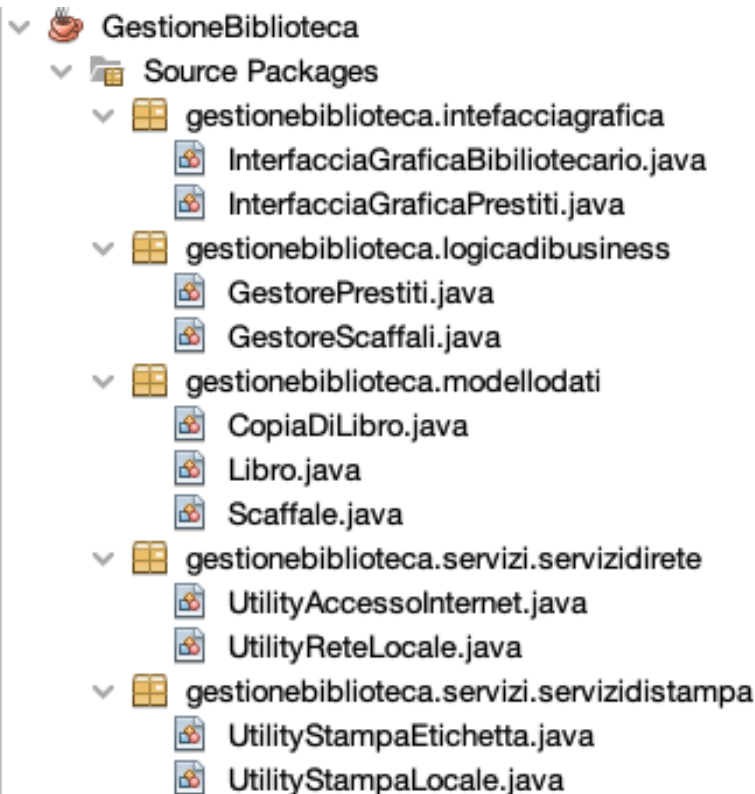 GestioneBiblioteca
Source Packages
gestionebiblioteca.intefacciagrafica
InterfacciaGraficaBibiliotecario.java
InterfacciaGraficaPrestiti.java
gestionebiblioteca.logicadibusiness
GestorePrestiti.java
GestoreScaffali.java
gestionebiblioteca.modellodati
CopiaDiLibro.java
Libro.java
Scaffale.java
gestionebiblioteca.servizi.servizidirete
UtilityAccessoInternet.java
UtilityReteLocale.java
gestionebiblioteca.servizi.servizidistampa
UtilityStampaEtichetta.java
UtilityStampaLocale.java